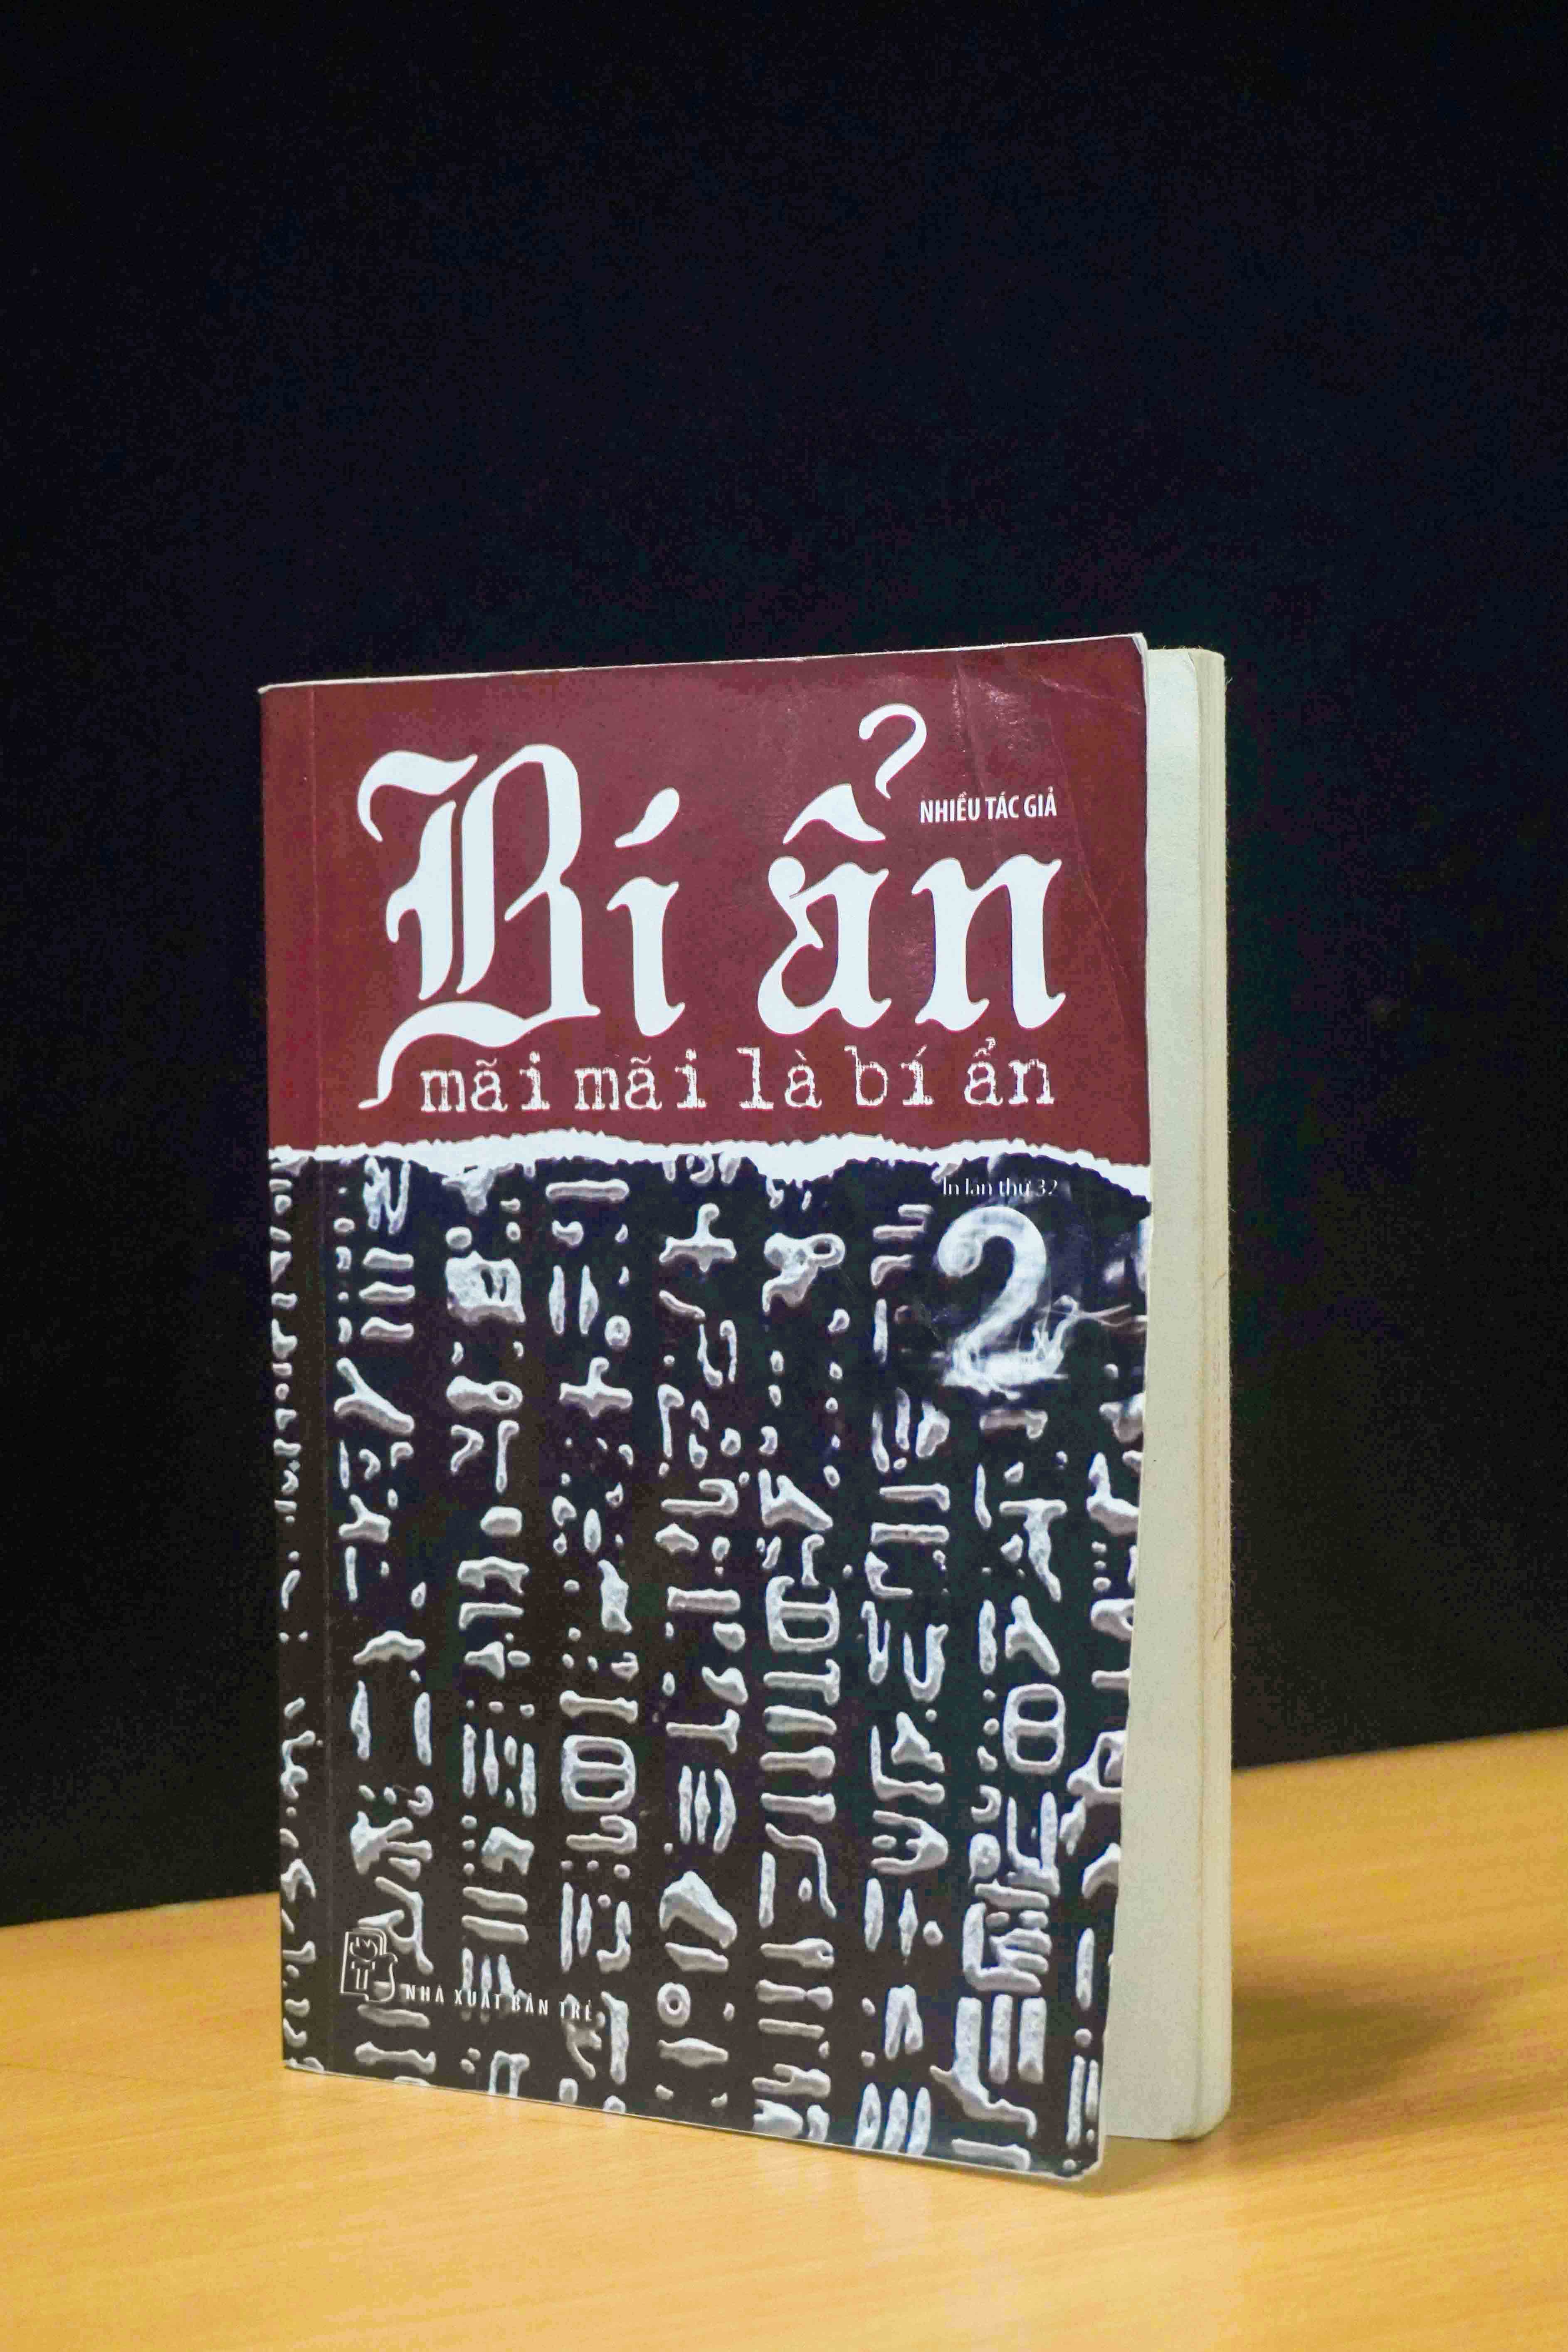 NHIỀU TÁC GIẢ
Bí ẩn
mãi mãi là bí ẩn
In lần thứ 32
2
NHÀ XUẤT BẢN TRẺ